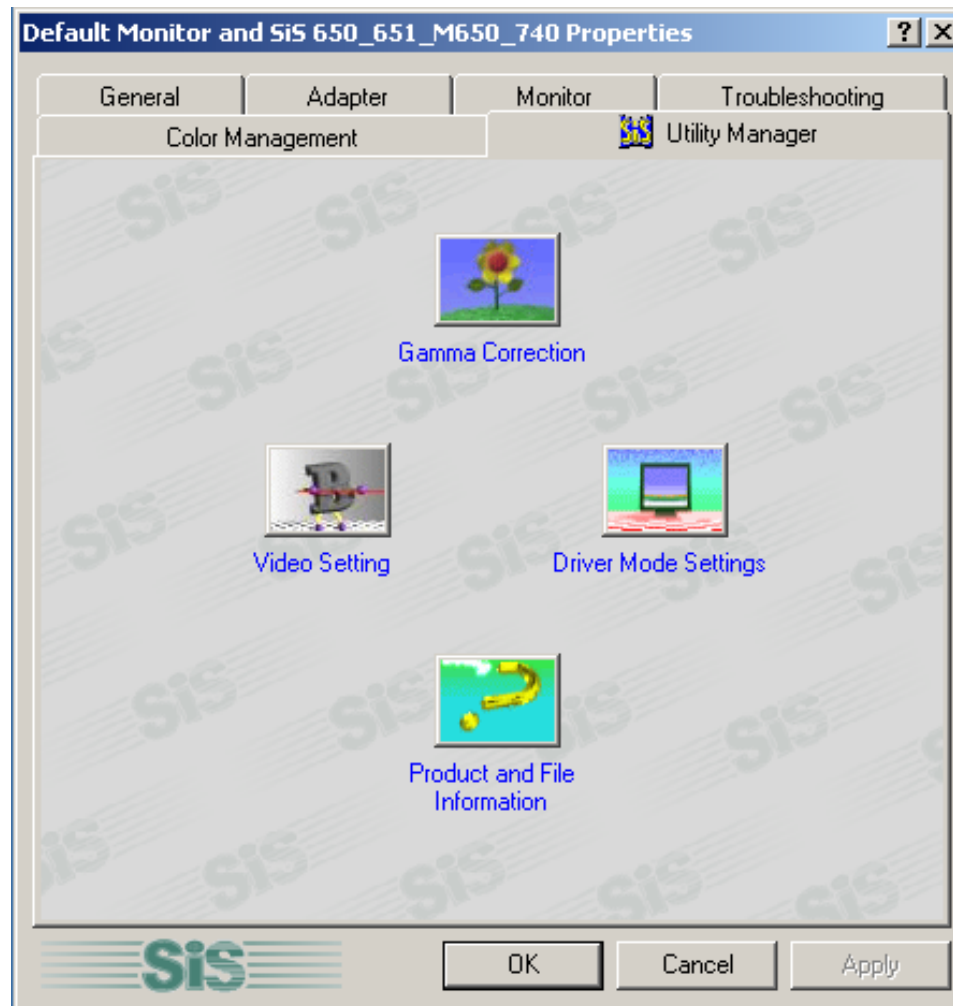 Default Monitor and SiS 650_651_M650_740 Properties
General Adapter Monitor Troubleshooting
Color Management SiS Utility Manager
Gamma Correction
Video Setting Driver Mode Settings
Product and File
Information
SiS OK Cancel Apply